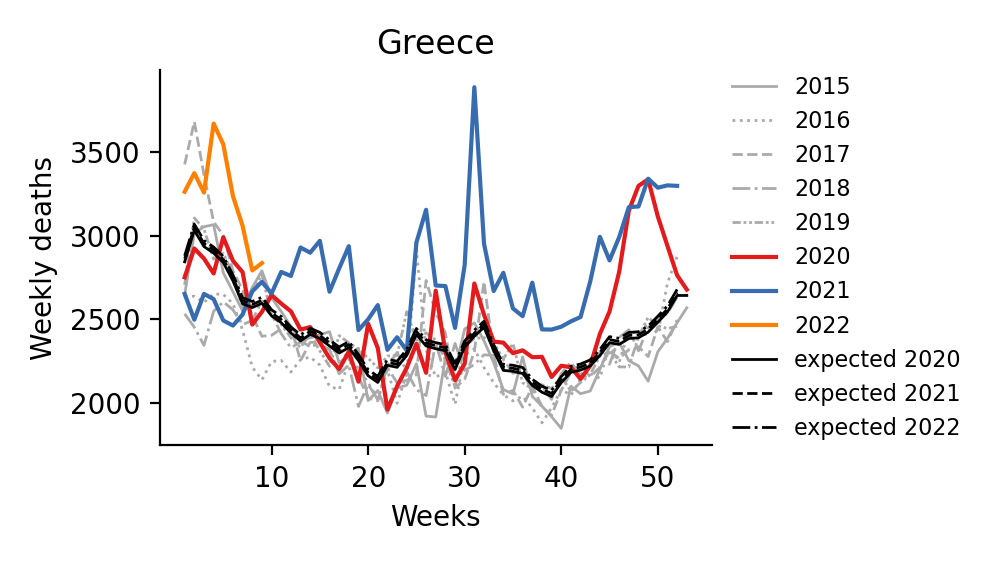 Greece
Weekly deaths
3500
3000
2500
2000
10 20 30 40 50
Weeks
2015
2016
2017
2018
2019
2020
2021
2022
expected 2020
expected 2021
expected 2022